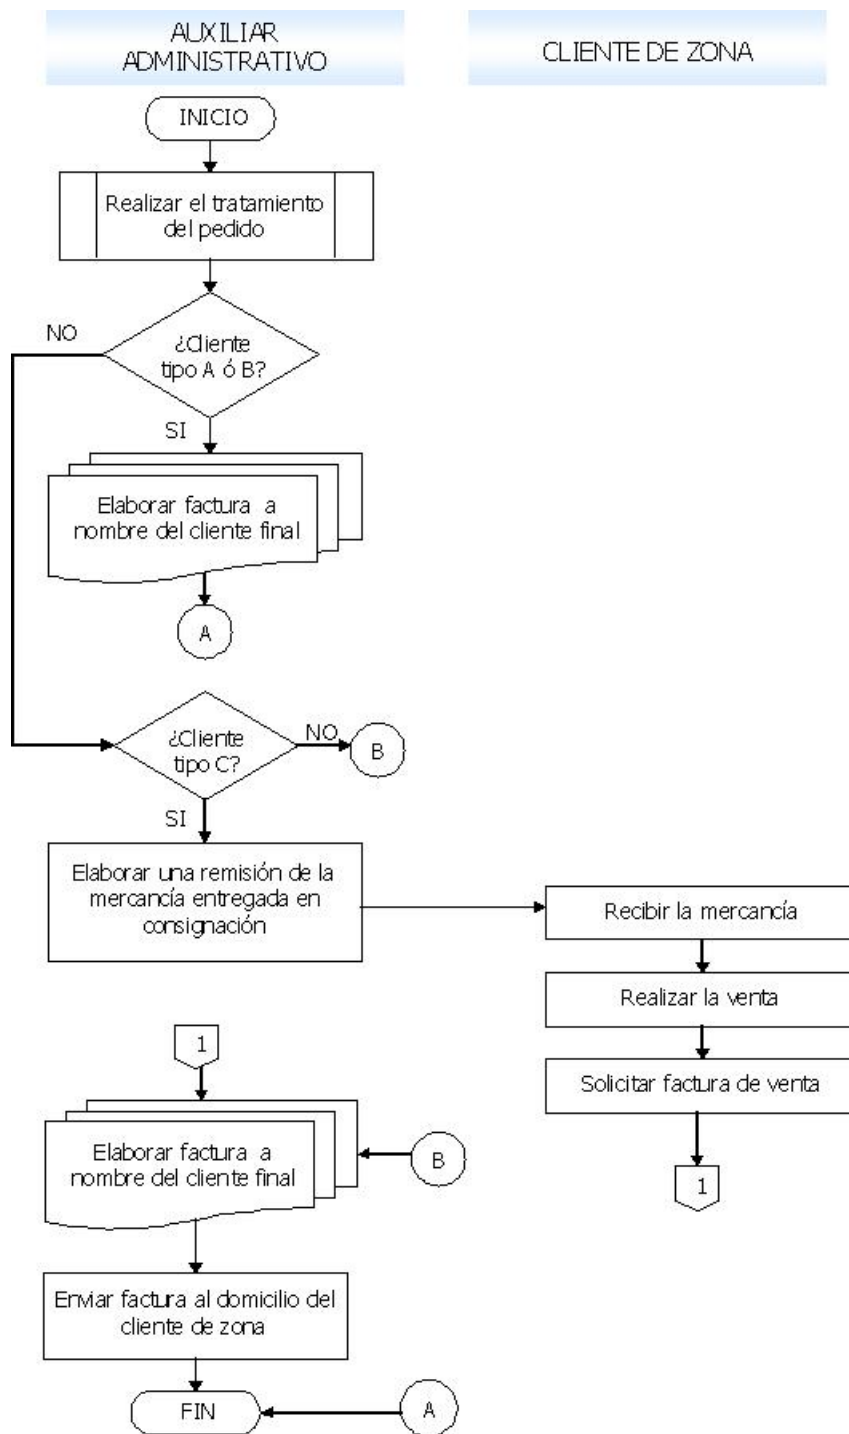 AUXILIAR
ADMINISTRATIVO
CLIENTE DE ZONA
INICIO
Realizar el tratamiento
del pedido
NO
¿Cliente
tipo A ó B?
SI
Elaborar factura a
nombre del cliente final
A
¿Cliente
tipo C?
NO
B
SI
Elaborar una remisión de la
mercancía entregada en
consignación
Recibir la mercancía
Realizar la venta
Solicitar factura de venta
1
1
Elaborar factura a
nombre del cliente final
B
Enviar factura al domicilio del
cliente de zona
FIN
A